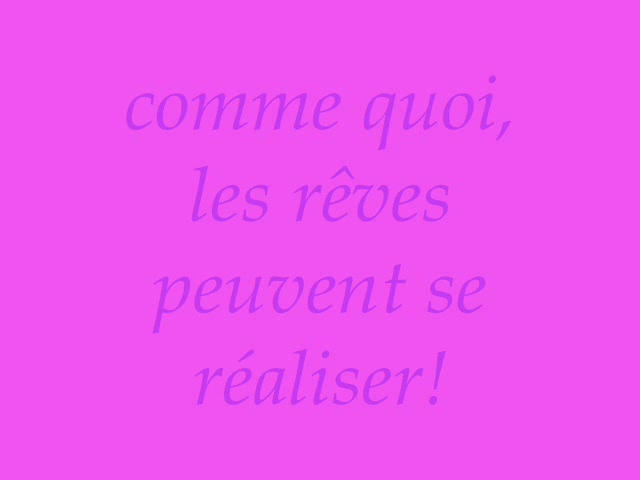 comme quoi,
les rêves
peuvent se
réaliser!